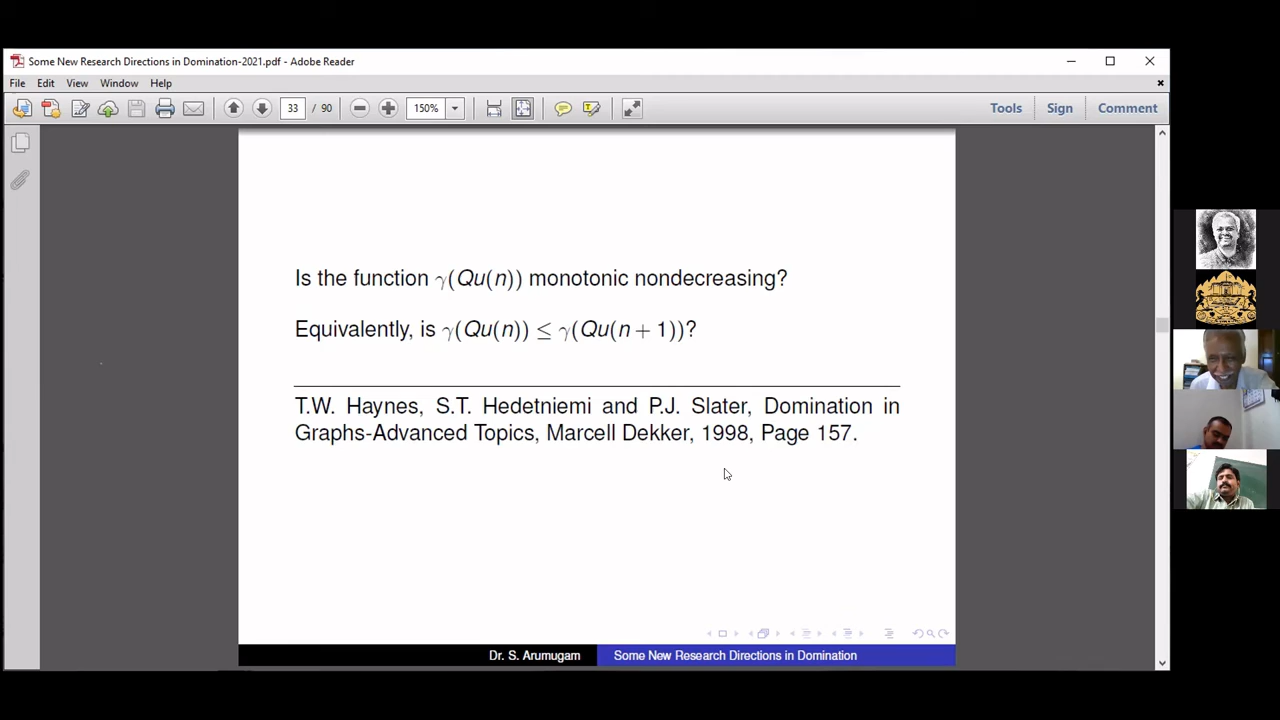 Some New Research Directions in Domination-2021.pdf - Adobe Reader
File Edit View Window Help
33 / 90 150% Tools Sign Comment
Is the function γ(Qu(n)) monotonic nondecreasing?
Equivalently, is γ(Qu(n)) ≤ γ(Qu(n + 1))?
T.W. Haynes, S.T. Hedetniemi and P.J. Slater, Domination in
Graphs-Advanced Topics, Marcell Dekker, 1998, Page 157.
Dr. S. Arumugam Some New Research Directions in Domination